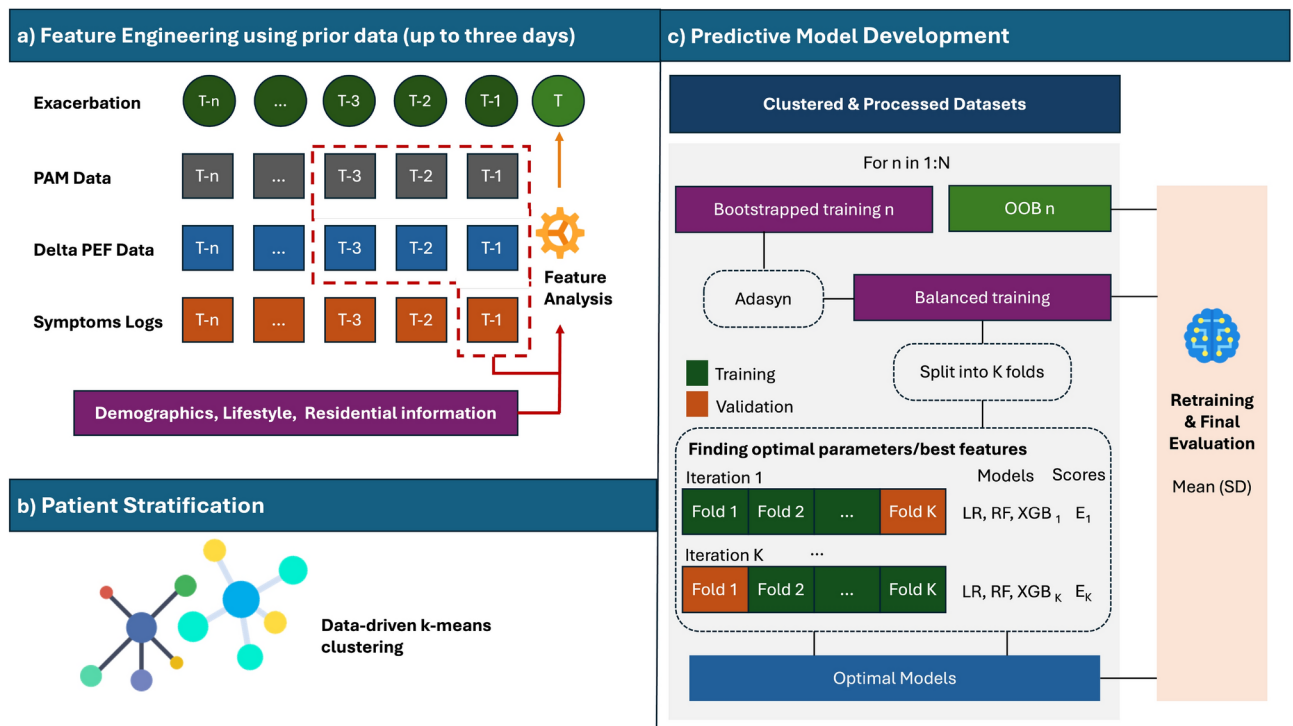 a) Feature Engineering using prior data (up to three days)
Exacerbation
T-n
...
T-3
T-2
T-1
T
PAM Data
T-n
...
T-3
T-2
T-1
Delta PEF Data
T-n
...
T-3
T-2
T-1
Symptoms Logs
T-n
...
T-3
T-2
T-1
Feature
Analysis
Demographics, Lifestyle, Residential information
b) Patient Stratification
Data-driven k-means
clustering
c) Predictive Model Development
Clustered & Processed Datasets
For n in 1:N
Bootstrapped training n
OOB n
Adasyn
Balanced training
Split into K folds
Training
Validation
Finding optimal parameters/best features
Iteration 1
Models
Scores
Fold 1
Fold 2
...
Fold K
LR, RF, XGB 1
E1
Iteration K
...
Fold 1
Fold 2
...
Fold K
LR, RF, XGB K
EK
Optimal Models
Retraining
& Final
Evaluation
Mean (SD)